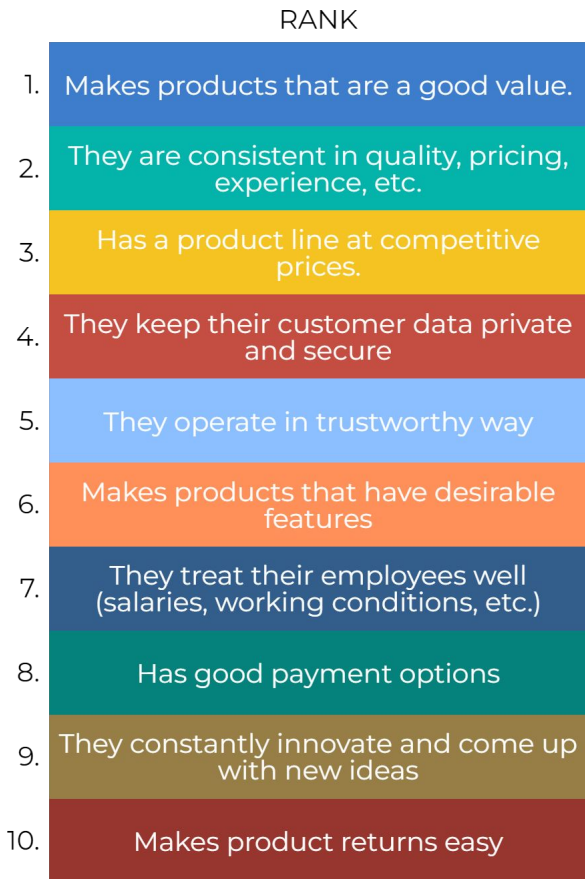 RANK
1. Makes products that are a good value.
2. They are consistent in quality, pricing,
experience, etc.
3. Has a product line at competitive
prices.
4. They keep their customer data private
and secure
5. They operate in trustworthy way
6. Makes products that have desirable
features
7. They treat their employees well
(salaries, working conditions, etc.)
8. Has good payment options
9. They constantly innovate and come up
with new ideas
10. Makes product returns easy